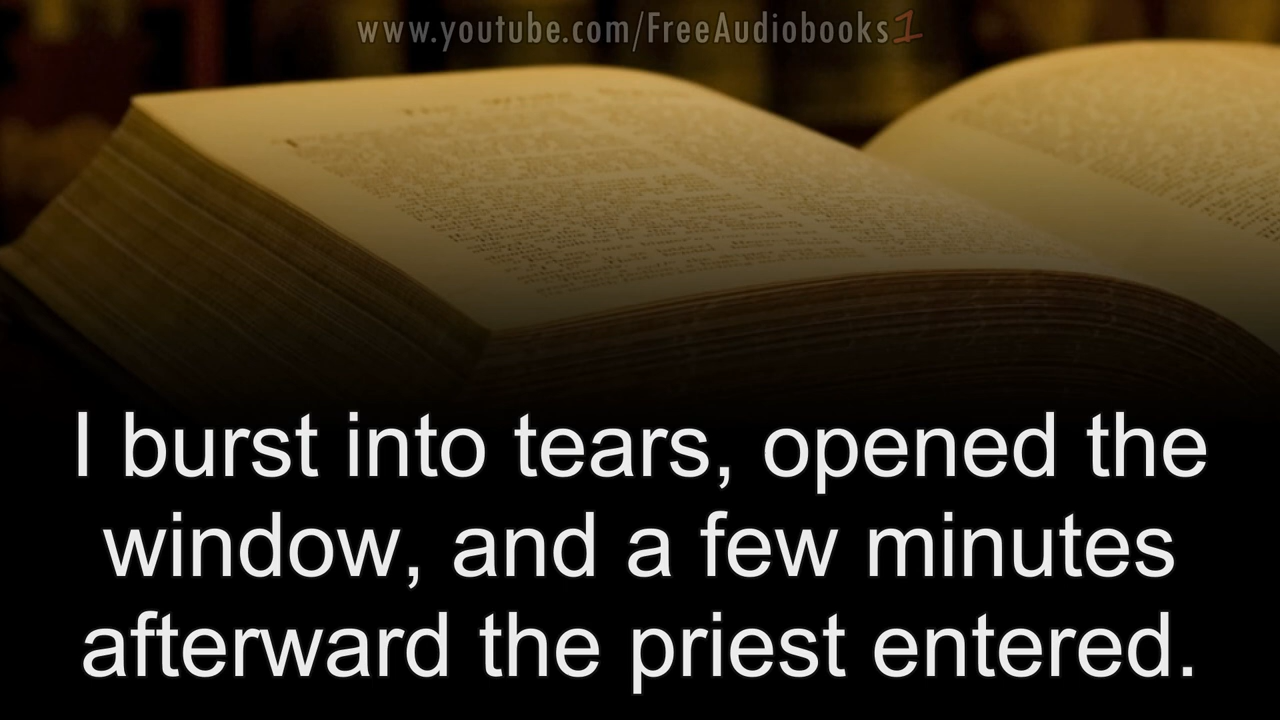 www.youtube.com/FreeAudiobooks1
I burst into tears, opened the
window, and a few minutes
afterward the priest entered.